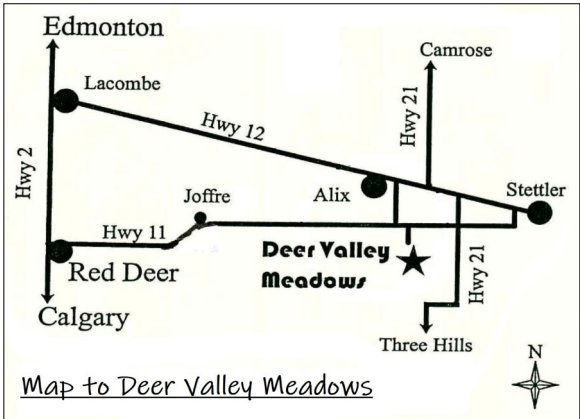 Edmonton
Camrose
Lacombe
Hwy 21
Hwy 12
Hwy 2
Joffre
Alix
Stettler
Hwy 11
Deer Valley
Meadows
Red Deer
Hwy 21
Calgary
Three Hills
N
Map to Deer Valley Meadows